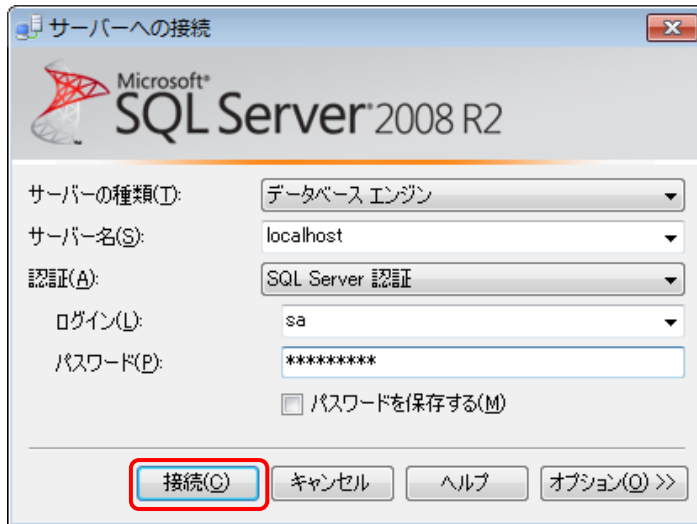 サーバーへの接続
Microsoft®
SQL Server® 2008 R2
サーバーの種類(T): データベース エンジン
サーバー名(S): localhost
認証(A): SQL Server 認証
ログイン(L): sa
パスワード(P): *********
パスワードを保存する(M)
接続(C) キャンセル ヘルプ オプション(O) >>